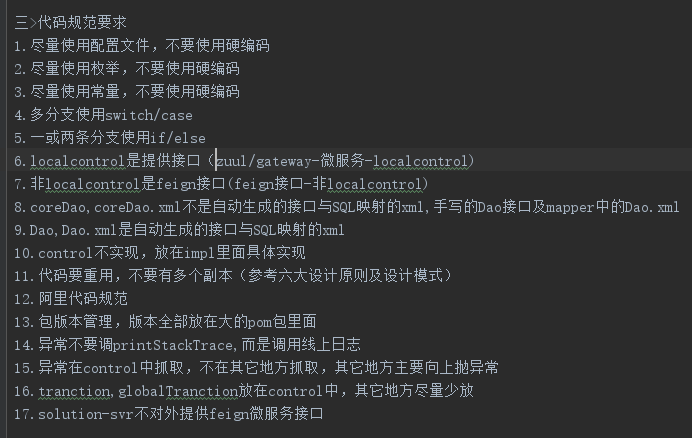 三>代码规范要求
1.尽量使用配置文件，不要使用硬编码
2.尽量使用枚举，不要使用硬编码
3.尽量使用常量，不要使用硬编码
4.多分支使用switch/case
5.一或两条分支使用if/else
6.localcontrol是提供接口（zuul/gateway-微服务-localcontrol)
7.非localcontrol是feign接口(feign接口-非localcontrol)
8.coreDao,coreDao.xml不是自动生成的接口与SQL映射的xml,手写的Dao接口及mapper中的Dao.xml
9.Dao,Dao.xml是自动生成的接口与SQL映射的xml
10.control不实现，放在impl里面具体实现
11.代码要重用，不要有多个副本（参考六大设计原则及设计模式）
12.阿里代码规范
13.包版本管理，版本全部放在大的pom包里面
14.异常不要调printStackTrace,而是调用线上日志
15.异常在control中抓取，不在其它地方抓取，其它地方主要向上抛异常
16.tranction,globalTranction放在control中，其它地方尽量少放
17.solution-svr不对外提供feign微服务接口